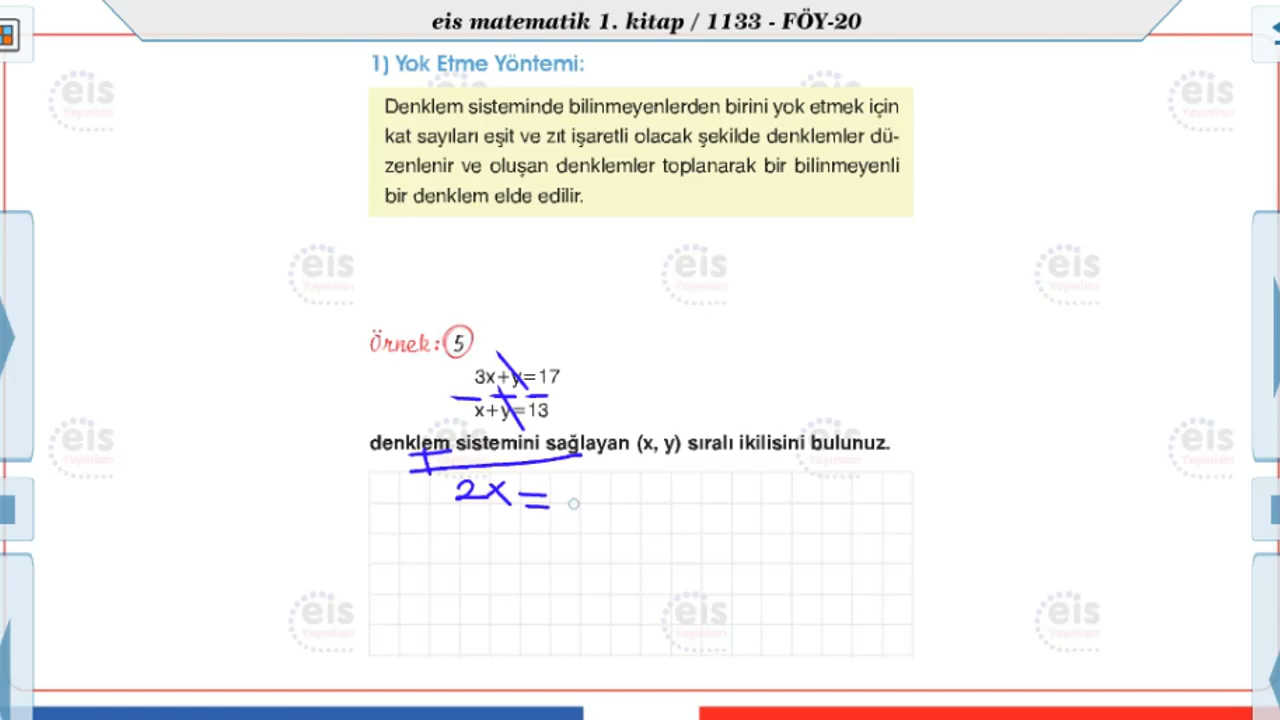 eis matematik 1. kitap / 1133 - FÖY-20
1) Yok Etme Yöntemi:
Denklem sisteminde bilinmeyenlerden birini yok etmek için
kat sayıları eşit ve zıt işaretli olacak şekilde denklemler dü-
zenlenir ve oluşan denklemler toplanarak bir bilinmeyenli
bir denklem elde edilir.
eis Yayınları
Örnek: 5
3x+y=17
x+y=13
denklem sistemini sağlayan (x, y) sıralı ikilisini bulunuz.
2x =